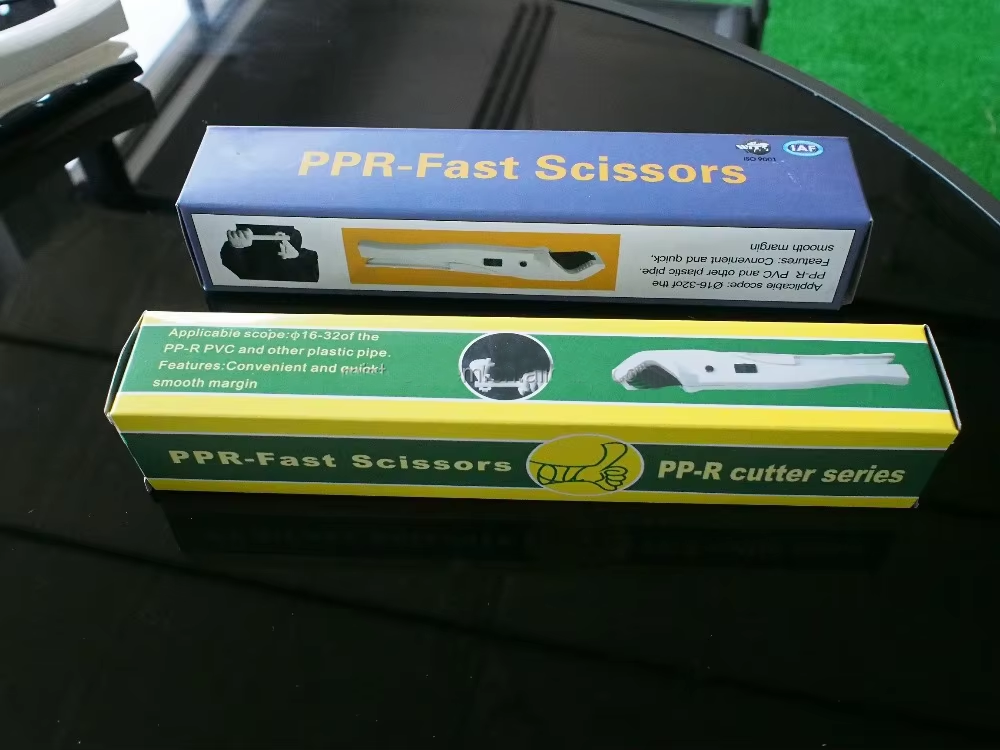 PPR-Fast Scissors
ISO 9001
IAF
Applicable scope: Ø16-32of the
PP-R PVC and other plastic pipe.
Features: Convenient and quick,
smooth margin
Applicable scope:ϕ16-32of the
PP-R PVC and other plastic pipe.
Features:Convenient and quick!
smooth margin
PPR-Fast Scissors
PP-R cutter series